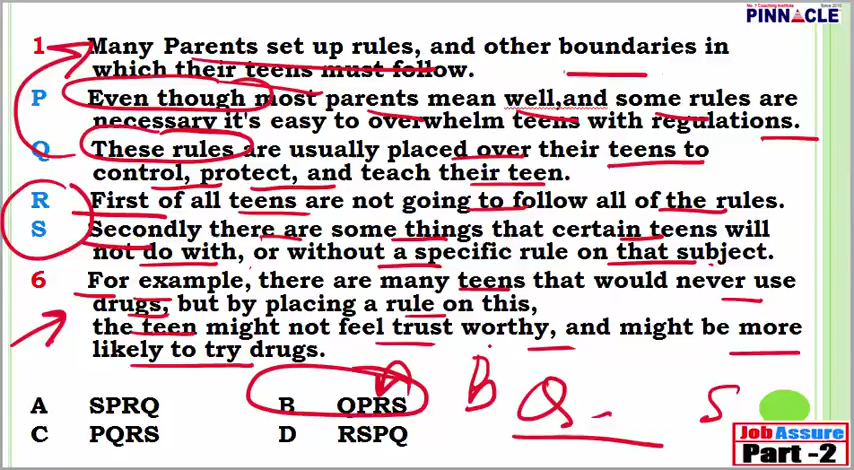 No. 1 Coaching Institute Since 2010
PINNACLE
1 Many Parents set up rules, and other boundaries in
which their teens must follow.
P Even though most parents mean well,and some rules are
necessary it's easy to overwhelm teens with regulations.
Q These rules are usually placed over their teens to
control, protect, and teach their teen.
R First of all teens are not going to follow all of the rules.
S Secondly there are some things that certain teens will
not do with, or without a specific rule on that subject.
6 For example, there are many teens that would never use
drugs, but by placing a rule on this,
the teen might not feel trust worthy, and might be more
likely to try drugs.
A SPRQ B QPRS
C PQRS D RSPQ
B Q - S
Job Assure
Part -2